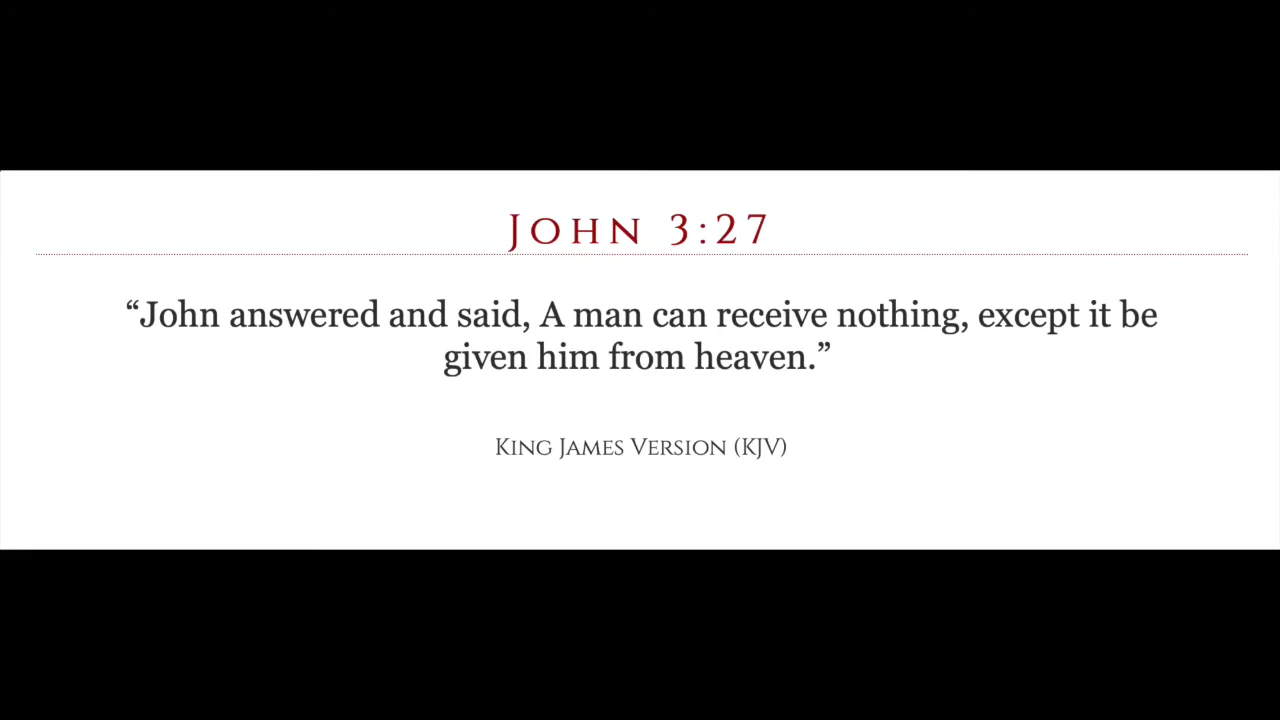 John 3:27
“John answered and said, A man can receive nothing, except it be
given him from heaven.”
King James Version (KJV)